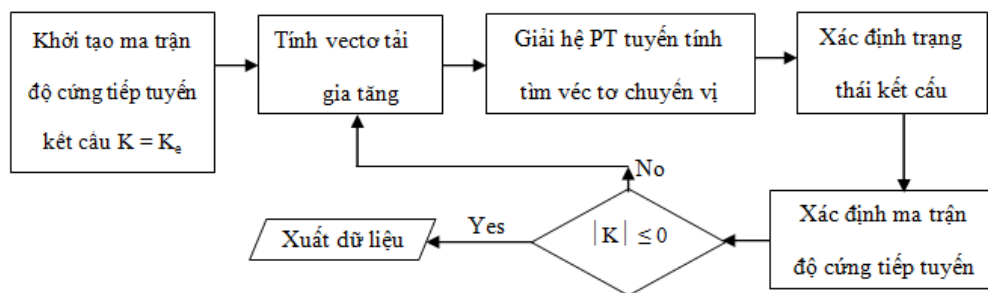 Khởi tạo ma trận
độ cứng tiếp tuyến
kết câu K = Kₑ
Tính vectơ tải
gia tăng
Giải hệ PT tuyến tính
tìm véc tơ chuyển vị
Xác định trạng
thái kết cấu
Xác định ma trận
độ cứng tiếp tuyến
|K| ≤ 0
No
Yes
Xuất dữ liệu